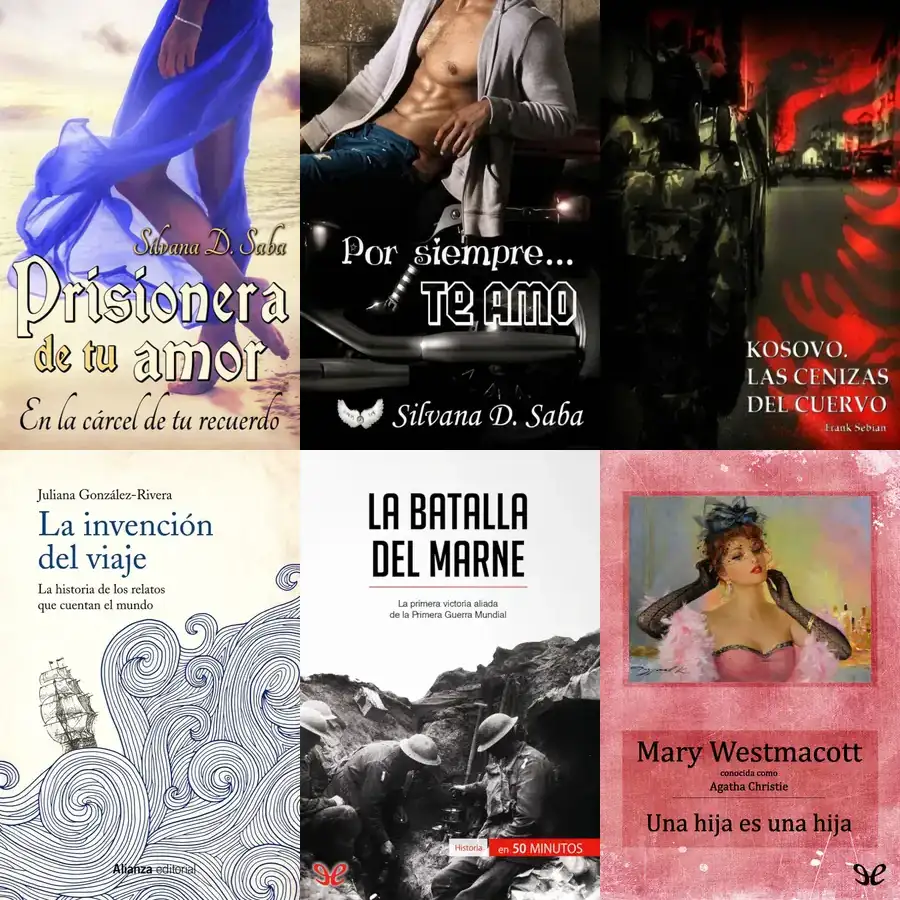 Silvana D. Saba
Prisionera
de tu amor
En la cárcel de tu recuerdo
Por siempre...
TE AMO
Silvana D. Saba
KOSOVO.
LAS CENIZAS
DEL CUERVO
Frank Sebian
Juliana González-Rivera
La invención
del viaje
La historia de los relatos
que cuentan el mundo
Alianza editorial
LA BATALLA
DEL MARNE
La primera victoria aliada
de la Primera Guerra Mundial
Historia en 50 MINUTOS
Mary Westmacott
conocida como
Agatha Christie
Una hija es una hija